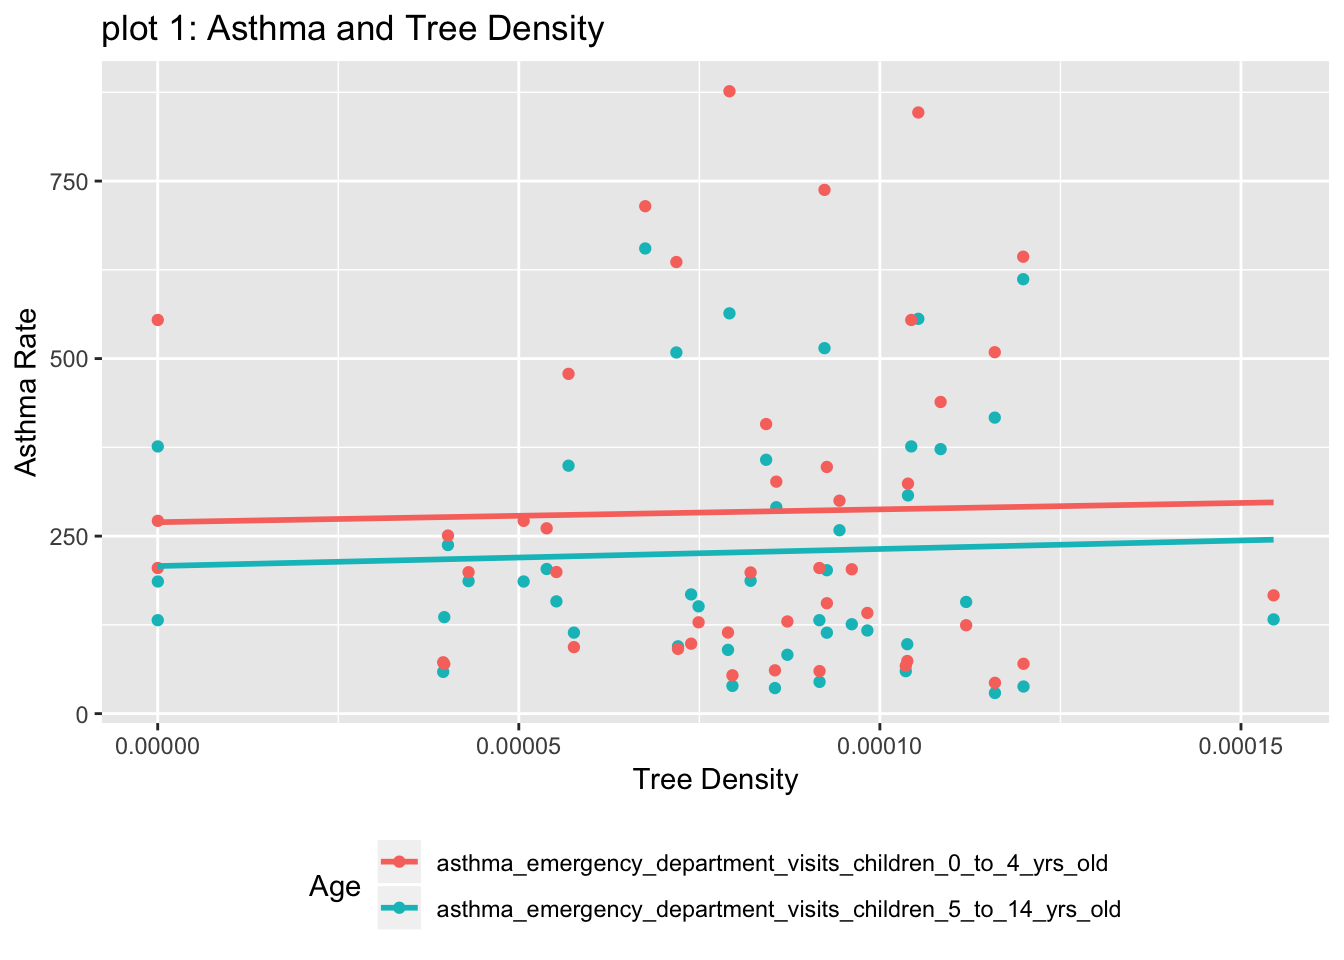 plot 1: Asthma and Tree Density
Asthma Rate
750
500
250
0
0.00000 0.00005 0.00010 0.00015
Tree Density
Age
asthma_emergency_department_visits_children_0_to_4_yrs_old
asthma_emergency_department_visits_children_5_to_14_yrs_old